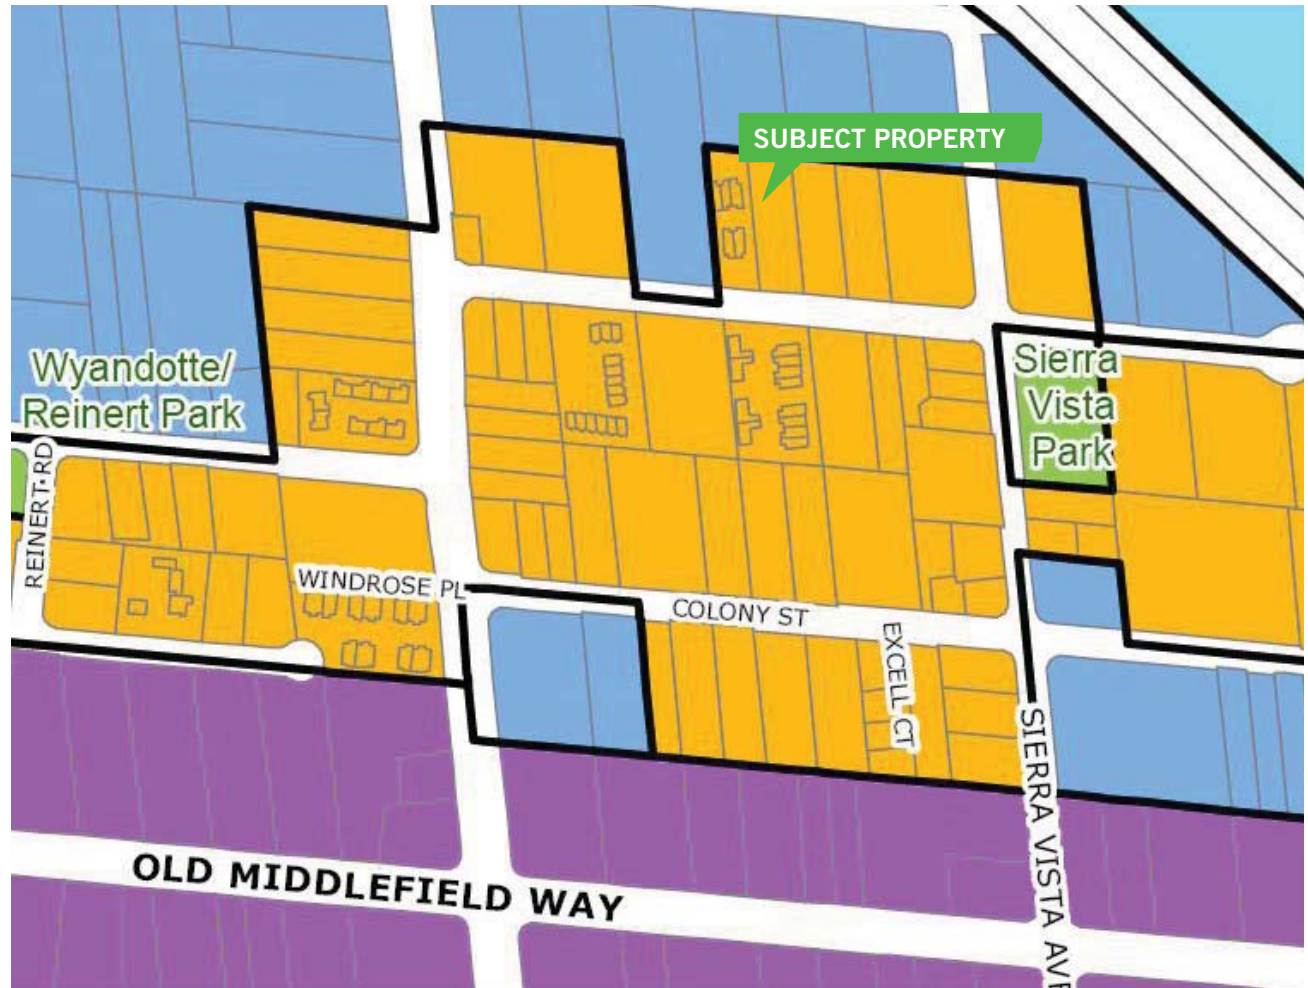 SUBJECT PROPERTY
Wyandotte/
Reinert Park
Sierra
Vista
Park
REINERT RD
WINDROSE PL
COLONY ST
EXCELL CT
SIERRA VISTA AVE
OLD MIDDLEFIELD WAY